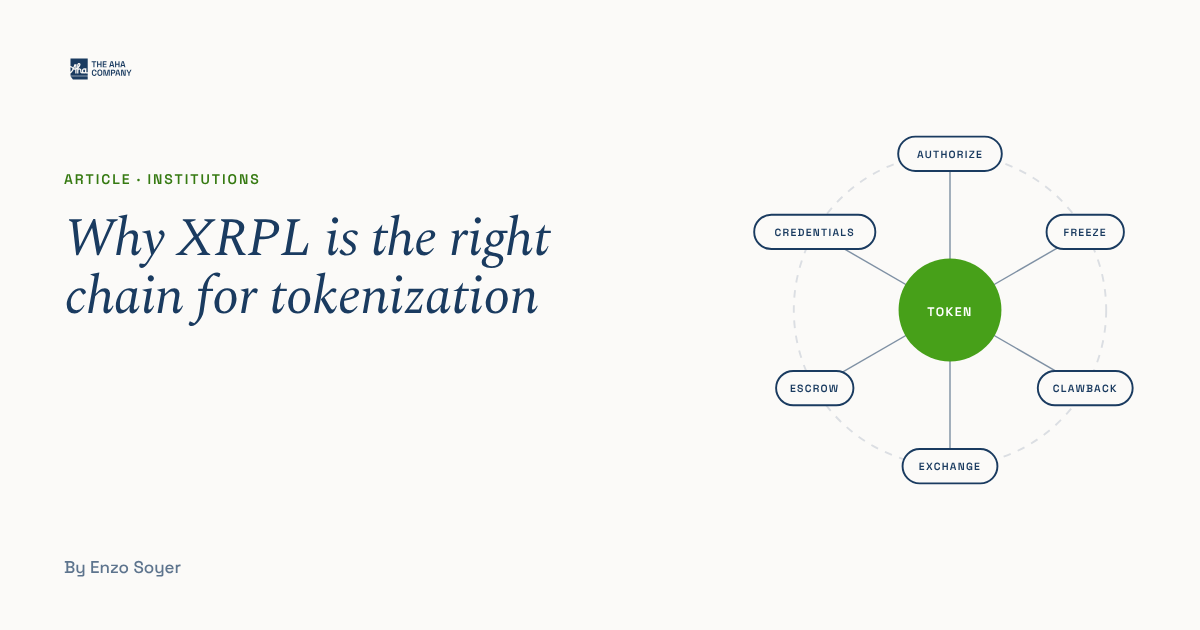 Aha
THE AHA
COMPANY
ARTICLE · INSTITUTIONS
Why XRPL is the right
chain for tokenization
AUTHORIZE
CREDENTIALS
FREEZE
TOKEN
ESCROW
CLAWBACK
EXCHANGE
By Enzo Soyer